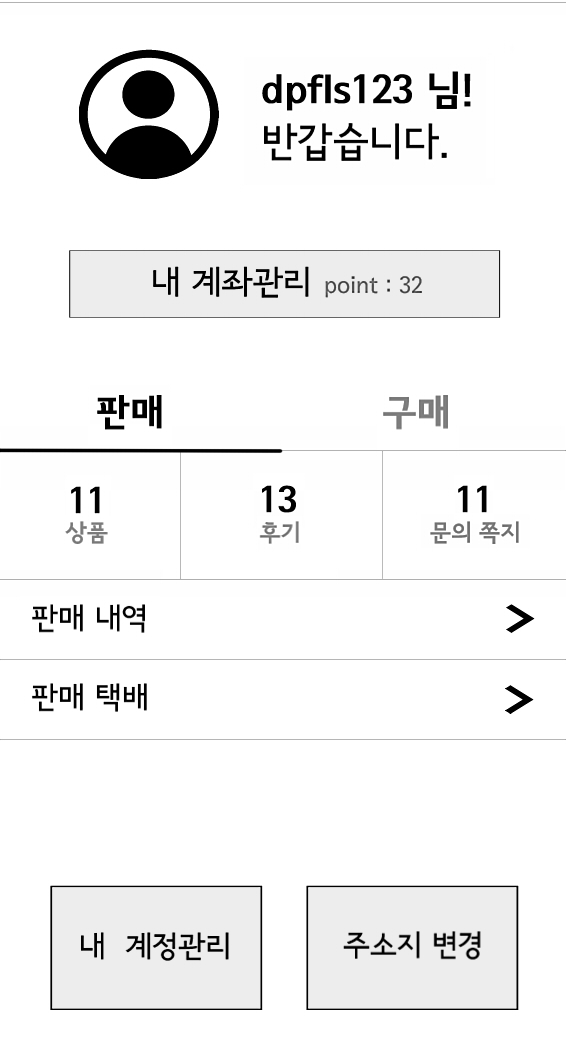 dpfls123 님!
반갑습니다.
내 계좌관리 point : 32
판매 구매
11 13 11
상품 후기 문의 쪽지
판매 내역
판매 택배
내 계정관리 주소지 변경